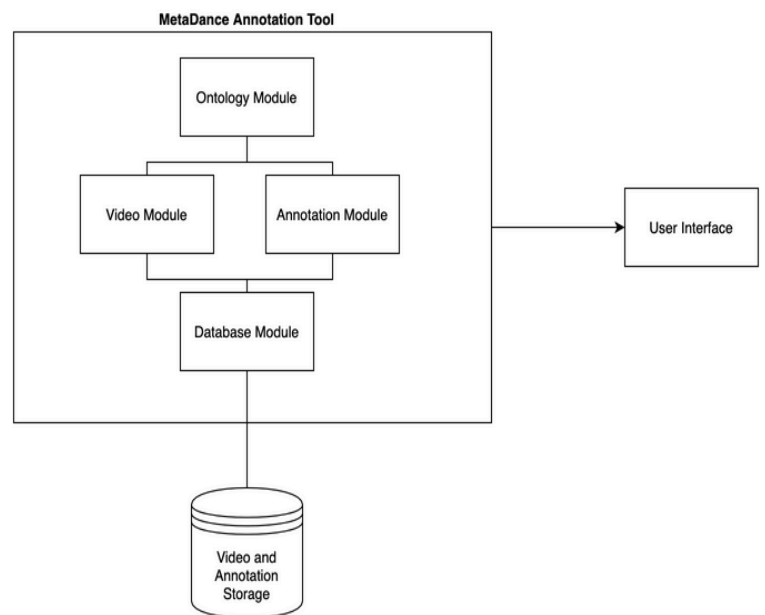 MetaDance Annotation Tool
Ontology Module
Video Module
Annotation Module
User Interface
Database Module
Video and
Annotation
Storage